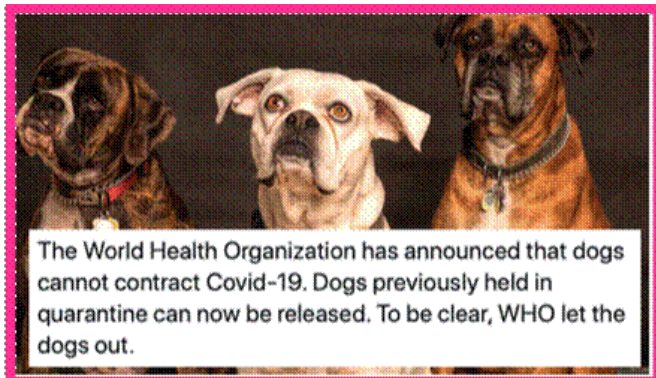 The World Health Organization has announced that dogs
cannot contract Covid-19. Dogs previously held in
quarantine can now be released. To be clear, WHO let the
dogs out.